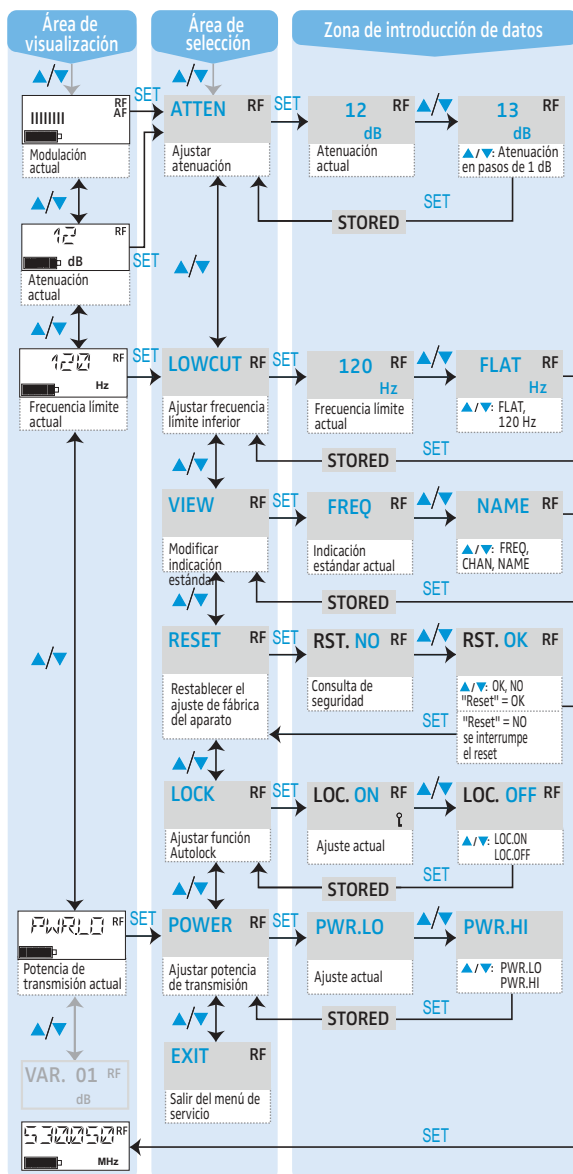 Área de
visualización
Área de
selección
Zona de introducción de datos
▲/▼
▲/▼
RF
AF
Modulación
actual
SET
ATTEN RF
Ajustar
atenuación
SET
12 RF
dB
Atenuación
actual
▲/▼
13 RF
dB
▲/▼: Atenuación
en pasos de 1 dB
SET
STORED
▲/▼
12 RF
dB
Atenuación
actual
SET
▲/▼
▲/▼
120 RF
Hz
Frecuencia límite
actual
SET
LOWCUT RF
Ajustar frecuencia
límite inferior
SET
120 RF
Hz
Frecuencia límite
actual
▲/▼
FLAT RF
Hz
▲/▼: FLAT,
120 Hz
SET
STORED
▲/▼
VIEW RF
Modificar
indicación
estándar
SET
FREQ RF
Indicación
estándar actual
▲/▼
NAME RF
▲/▼: FREQ,
CHAN, NAME
SET
STORED
▲/▼
▲/▼
RESET RF
Restablecer el
ajuste de fábrica
del aparato
SET
RST. NO RF
Consulta de
seguridad
▲/▼
RST. OK RF
▲/▼: OK, NO
"Reset" = OK
SET
"Reset" = NO
se interrumpe
el reset
▲/▼
LOCK RF
Ajustar función
Autolock
SET
LOC. ON RF
Ajuste actual
▲/▼
LOC. OFF RF
▲/▼: LOC.ON
LOC.OFF
SET
STORED
▲/▼
PWR.LO RF
Potencia de
transmisión actual
SET
POWER RF
Ajustar potencia
de transmisión
SET
PWR.LO
Ajuste actual
▲/▼
PWR.HI
▲/▼: PWR.LO
PWR.HI
SET
STORED
▲/▼
▲/▼
EXIT RF
Salir del menú de
servicio
VAR. 01 RF
dB
530.050 RF
MHz
SET